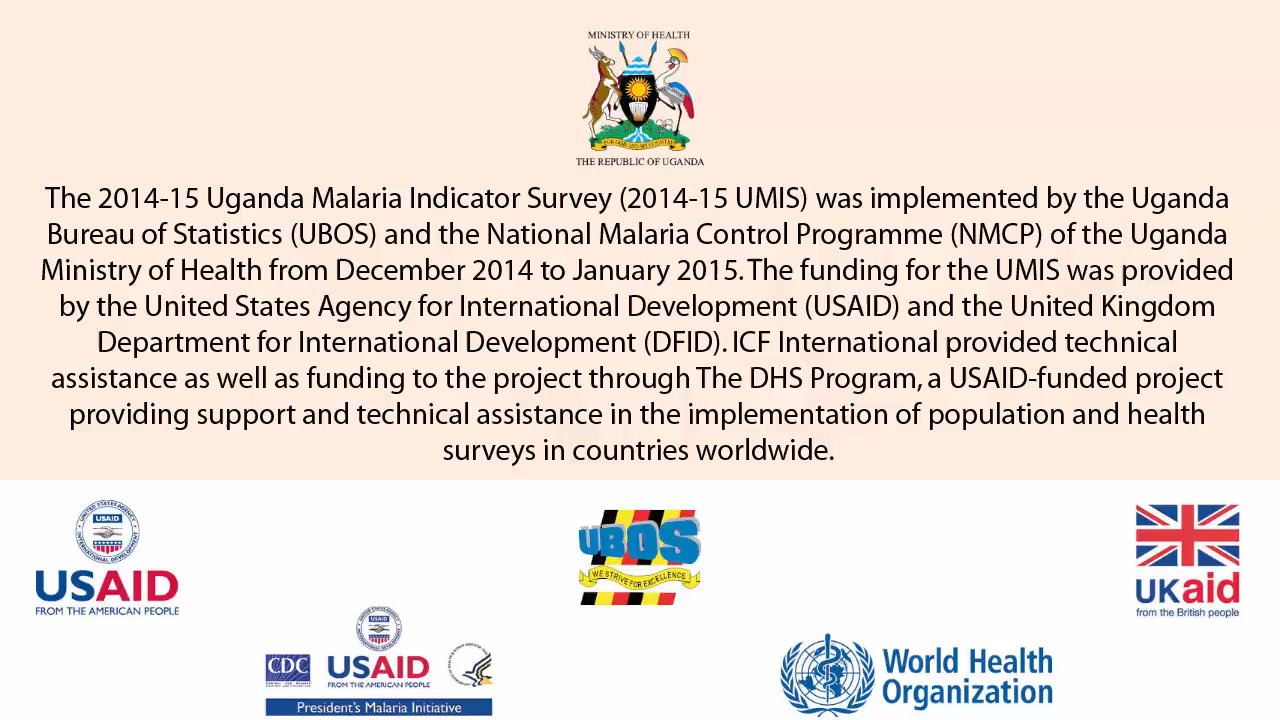 MINISTRY OF HEALTH
FOR GOD AND MY COUNTRY
THE REPUBLIC OF UGANDA
The 2014-15 Uganda Malaria Indicator Survey (2014-15 UMIS) was implemented by the Uganda
Bureau of Statistics (UBOS) and the National Malaria Control Programme (NMCP) of the Uganda
Ministry of Health from December 2014 to January 2015. The funding for the UMIS was provided
by the United States Agency for International Development (USAID) and the United Kingdom
Department for International Development (DFID). ICF International provided technical
assistance as well as funding to the project through The DHS Program, a USAID-funded project
providing support and technical assistance in the implementation of population and health
surveys in countries worldwide.
UNITED STATES AGENCY
USAID
INTERNATIONAL DEVELOPMENT
USAID
FROM THE AMERICAN PEOPLE
UBOS
WE STRIVE FOR EXCELLENCE
UKaid
from the British people
CDC
USAID
USAID
FROM THE AMERICAN PEOPLE
President's Malaria Initiative
World Health
Organization